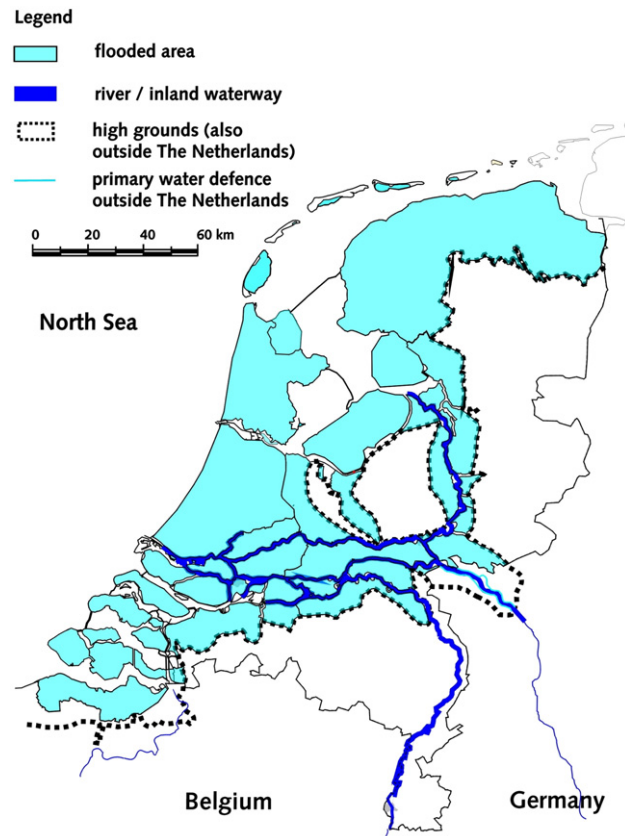 Legend
flooded area
river / inland waterway
high grounds (also
outside The Netherlands)
primary water defence
outside The Netherlands
0 20 40 60 km
North Sea
Belgium
Germany